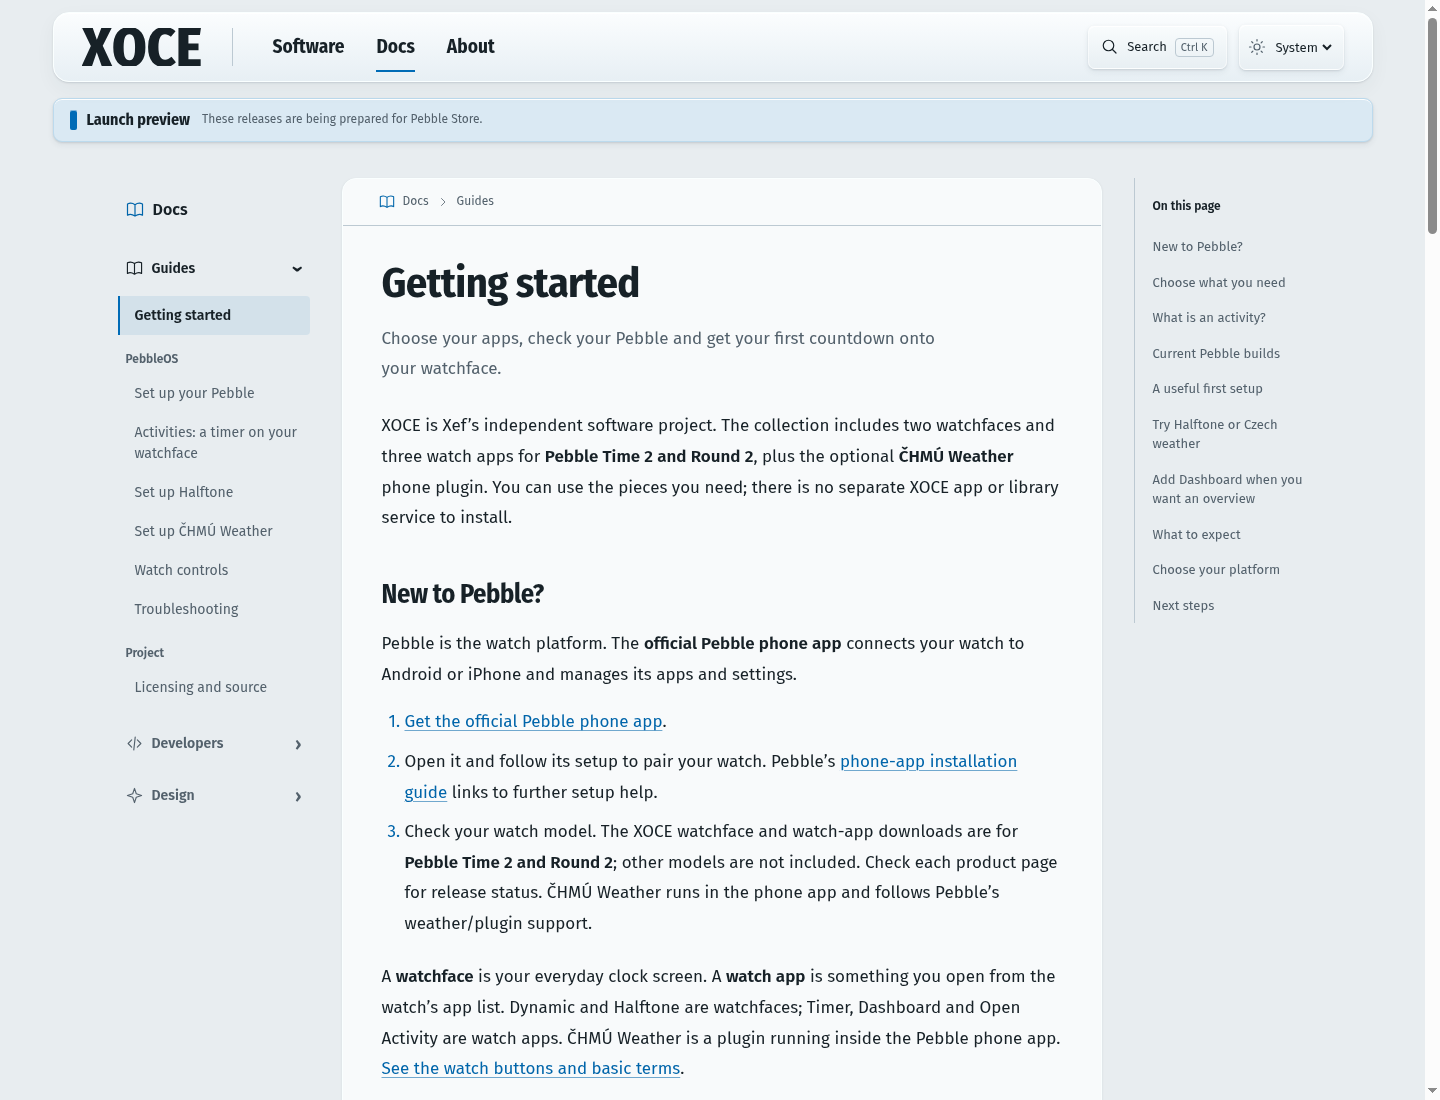 XOCE
Software
Docs
About
Search
Ctrl K
System
Launch preview
These releases are being prepared for Pebble Store.
Docs
Guides
Getting started
PebbleOS
Set up your Pebble
Activities: a timer on your
watchface
Set up Halftone
Set up ČHMÚ Weather
Watch controls
Troubleshooting
Project
Licensing and source
Developers
Design
Docs
Guides
Getting started
Choose your apps, check your Pebble and get your first countdown onto
your watchface.
XOCE is Xef’s independent software project. The collection includes two watchfaces and
three watch apps for Pebble Time 2 and Round 2, plus the optional ČHMÚ Weather
phone plugin. You can use the pieces you need; there is no separate XOCE app or library
service to install.
New to Pebble?
Pebble is the watch platform. The official Pebble phone app connects your watch to
Android or iPhone and manages its apps and settings.
1. Get the official Pebble phone app.
2. Open it and follow its setup to pair your watch. Pebble’s phone-app installation
guide links to further setup help.
3. Check your watch model. The XOCE watchface and watch-app downloads are for
Pebble Time 2 and Round 2; other models are not included. Check each product page
for release status. ČHMÚ Weather runs in the phone app and follows Pebble’s
weather/plugin support.
A watchface is your everyday clock screen. A watch app is something you open from the
watch’s app list. Dynamic and Halftone are watchfaces; Timer, Dashboard and Open
Activity are watch apps. ČHMÚ Weather is a plugin running inside the Pebble phone app.
See the watch buttons and basic terms.
On this page
New to Pebble?
Choose what you need
What is an activity?
Current Pebble builds
A useful first setup
Try Halftone or Czech
weather
Add Dashboard when you
want an overview
What to expect
Choose your platform
Next steps